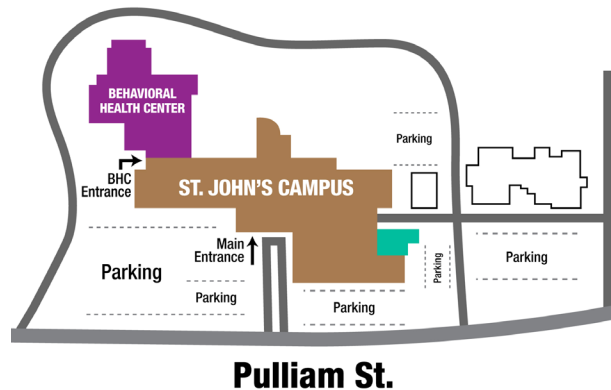 BEHAVIORAL
HEALTH CENTER
Parking
BHC
Entrance
ST. JOHN'S CAMPUS
Main
Entrance
Parking
Parking
Parking
Parking
Parking
Pulliam St.